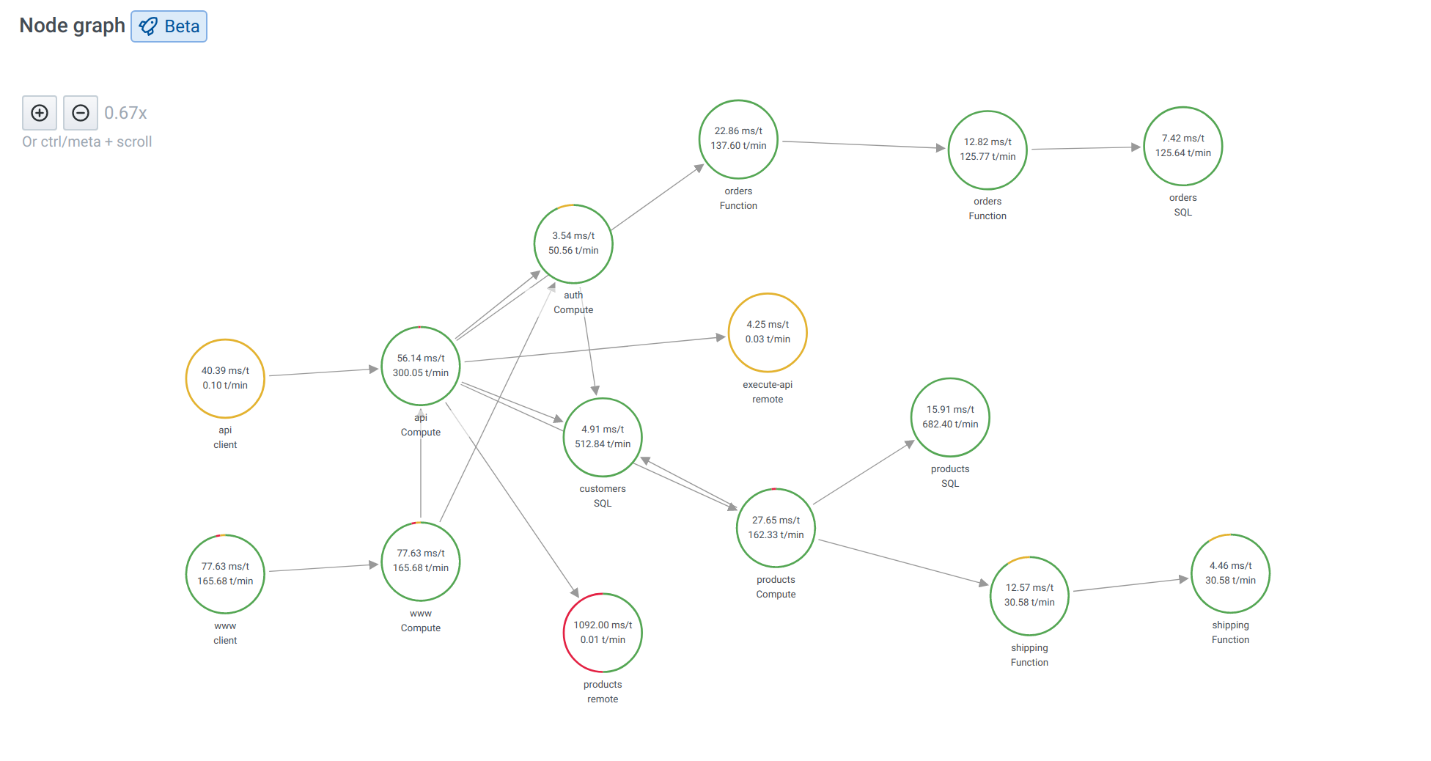 Node graph Beta
0.67x
Or ctrl/meta + scroll
22.86 ms/t
137.60 t/min
orders
Function
12.82 ms/t
125.77 t/min
orders
Function
7.42 ms/t
125.64 t/min
orders
SQL
3.54 ms/t
50.56 t/min
auth
Compute
4.25 ms/t
0.03 t/min
execute-api
remote
40.39 ms/t
0.10 t/min
api
client
56.14 ms/t
300.05 t/min
api
Compute
4.91 ms/t
512.84 t/min
customers
SQL
15.91 ms/t
682.40 t/min
products
SQL
27.65 ms/t
162.33 t/min
products
Compute
77.63 ms/t
165.68 t/min
www
client
77.63 ms/t
165.68 t/min
www
Compute
1092.00 ms/t
0.01 t/min
products
remote
12.57 ms/t
30.58 t/min
shipping
Function
4.46 ms/t
30.58 t/min
shipping
Function